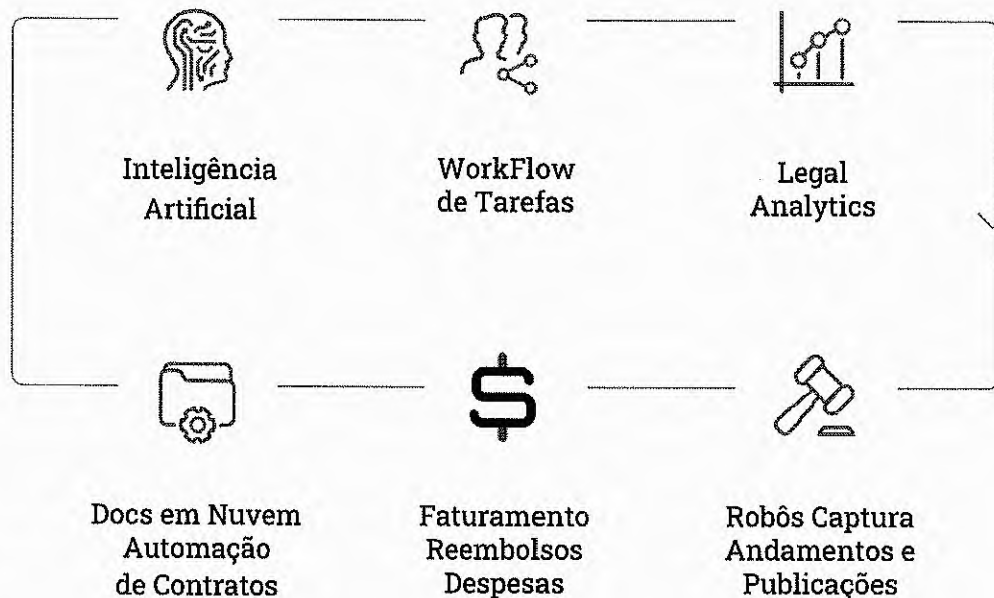 Inteligência
Artificial
WorkFlow
de Tarefas
Legal
Analytics
Docs em Nuvem
Automação
de Contratos
Faturamento
Reembolsos
Despesas
Robôs Captura
Andamentos e
Publicações